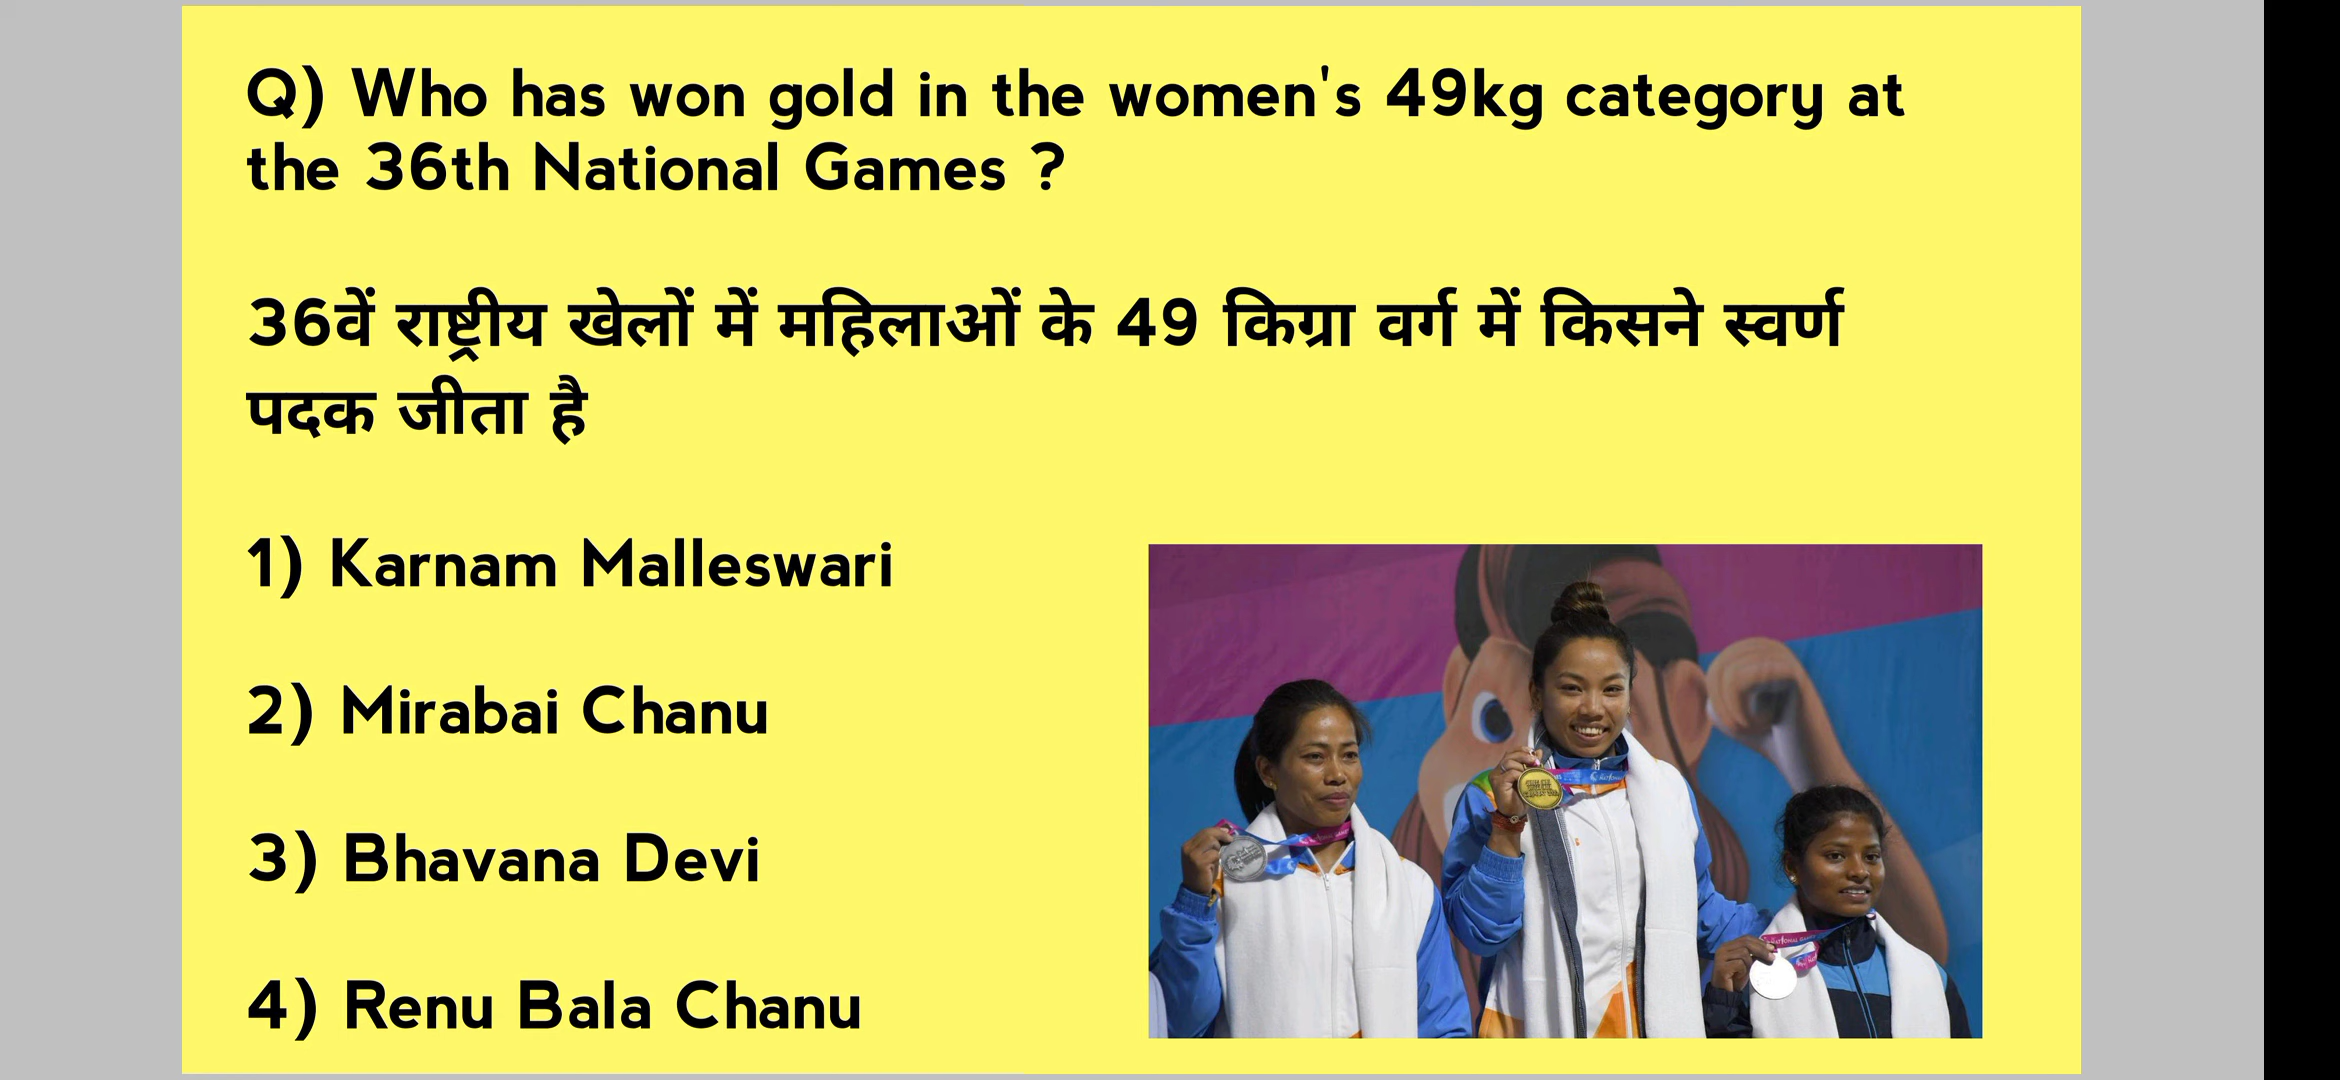 Q) Who has won gold in the women's 49kg category at
the 36th National Games ?
36वें राष्ट्रीय खेलों में महिलाओं के 49 किग्रा वर्ग में किसने स्वर्ण
पदक जीता है
1) Karnam Malleswari
2) Mirabai Chanu
3) Bhavana Devi
4) Renu Bala Chanu